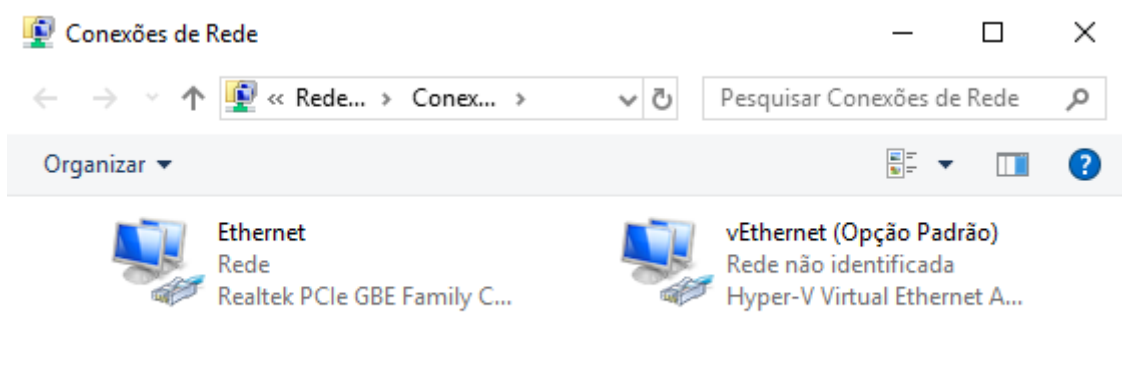 Conexões de Rede
« Rede... > Conex... >
Pesquisar Conexões de Rede
Organizar
Ethernet
Rede
Realtek PCIe GBE Family C...
vEthernet (Opção Padrão)
Rede não identificada
Hyper-V Virtual Ethernet A...